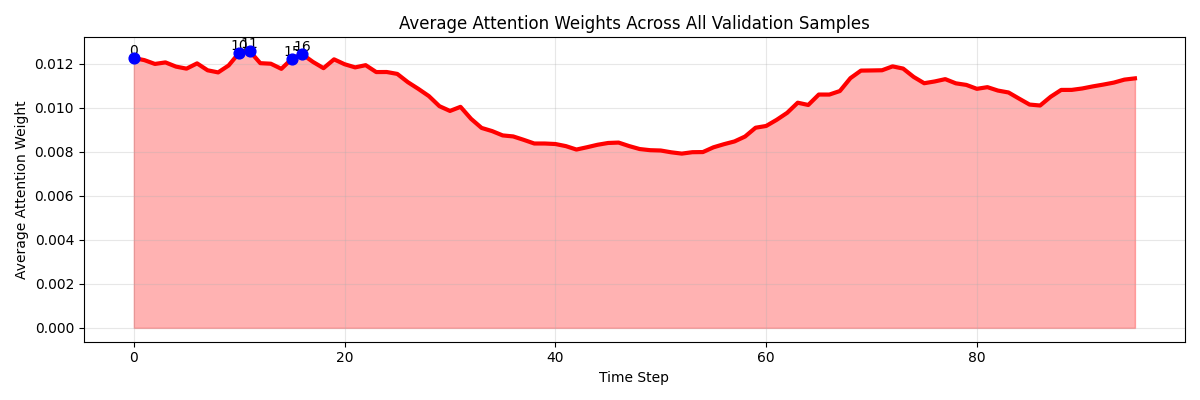 Average Attention Weights Across All Validation Samples
0 10 11 15 16
0.012
0.010
0.008
0.006
0.004
0.002
0.000
Average Attention Weight
0 20 40 60 80
Time Step